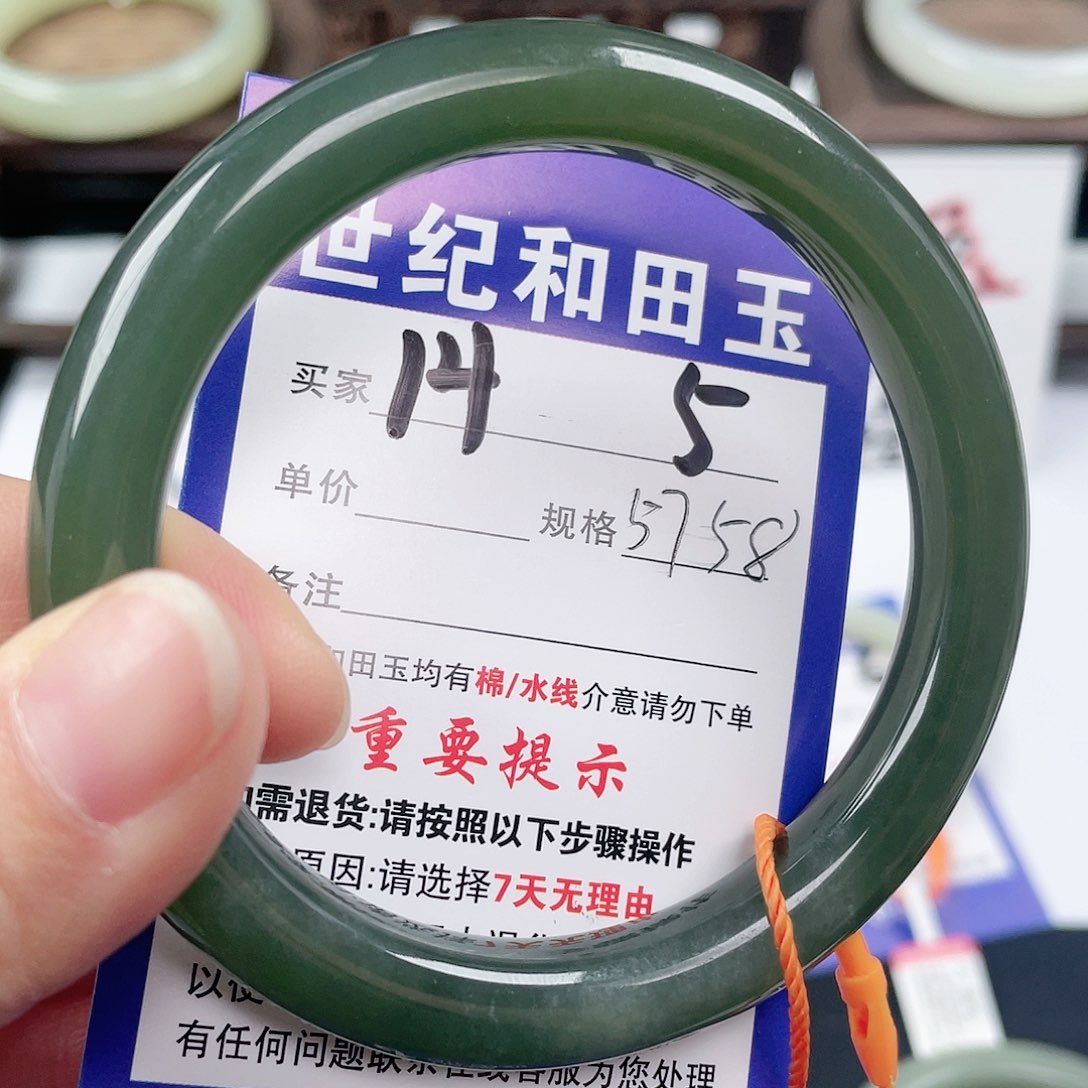 世纪和田玉
买家 14 5
单价 规格 57 58
备注
和田玉均有棉/水线介意请勿下单
重要提示
如需退货:请按照以下步骤操作
原因:请选择7天无理由
以便
有任何问题联系在线客服为您处理